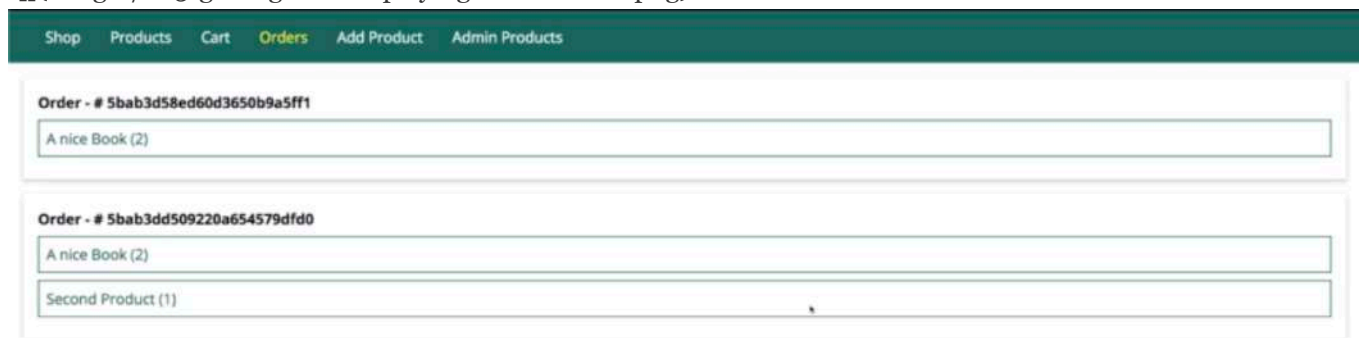 Shop Products Cart Orders Add Product Admin Products
Order - # 5bab3d58ed60d3650b9a5ff1
A nice Book (2)
Order - # 5bab3dd509220a654579dfd0
A nice Book (2)
Second Product (1)